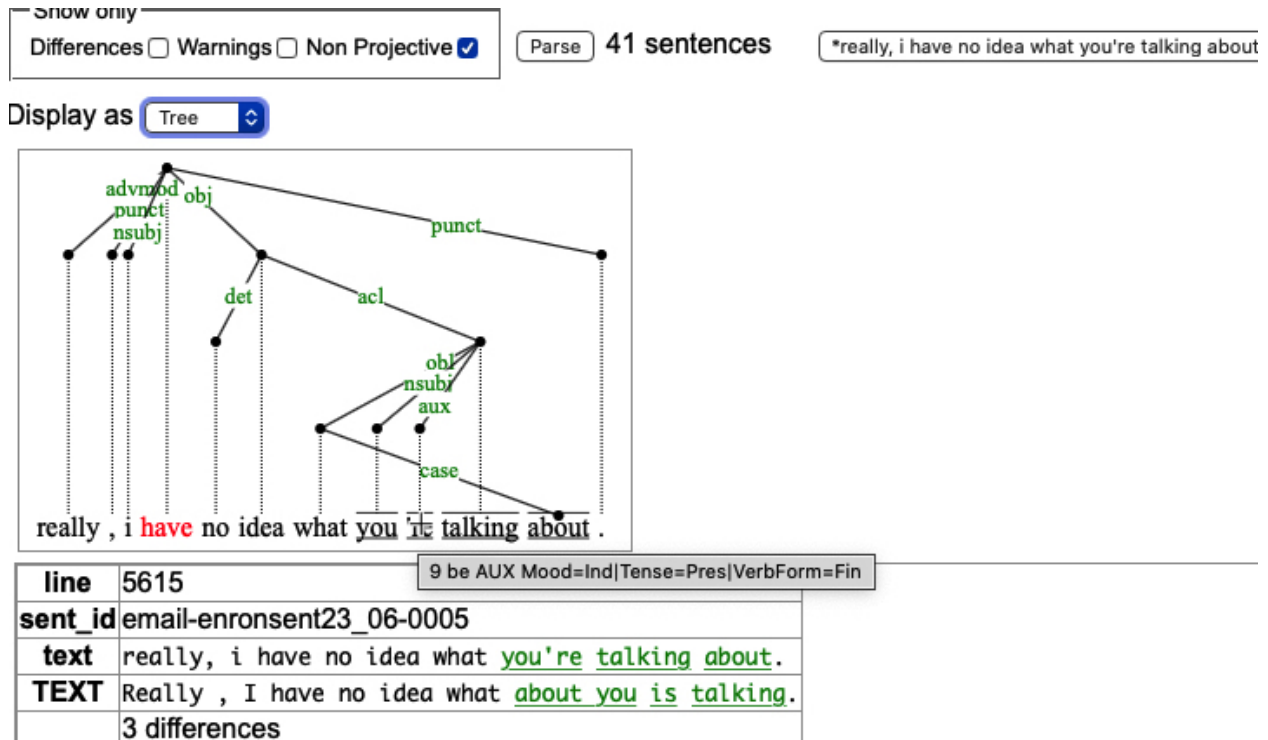 Show only
Differences Warnings Non Projective Parse 41 sentences *really, i have no idea what you're talking about
Display as Tree
advmod obj
punct punct
nsubj
det acl
obl
nsubj
aux
case
really , i have no idea what you 're talking about .
9 be AUX Mood=Ind|Tense=Pres|VerbForm=Fin
line 5615
sent_id email-enronsent23_06-0005
text really, i have no idea what you're talking about.
TEXT Really , I have no idea what about you is talking.
3 differences